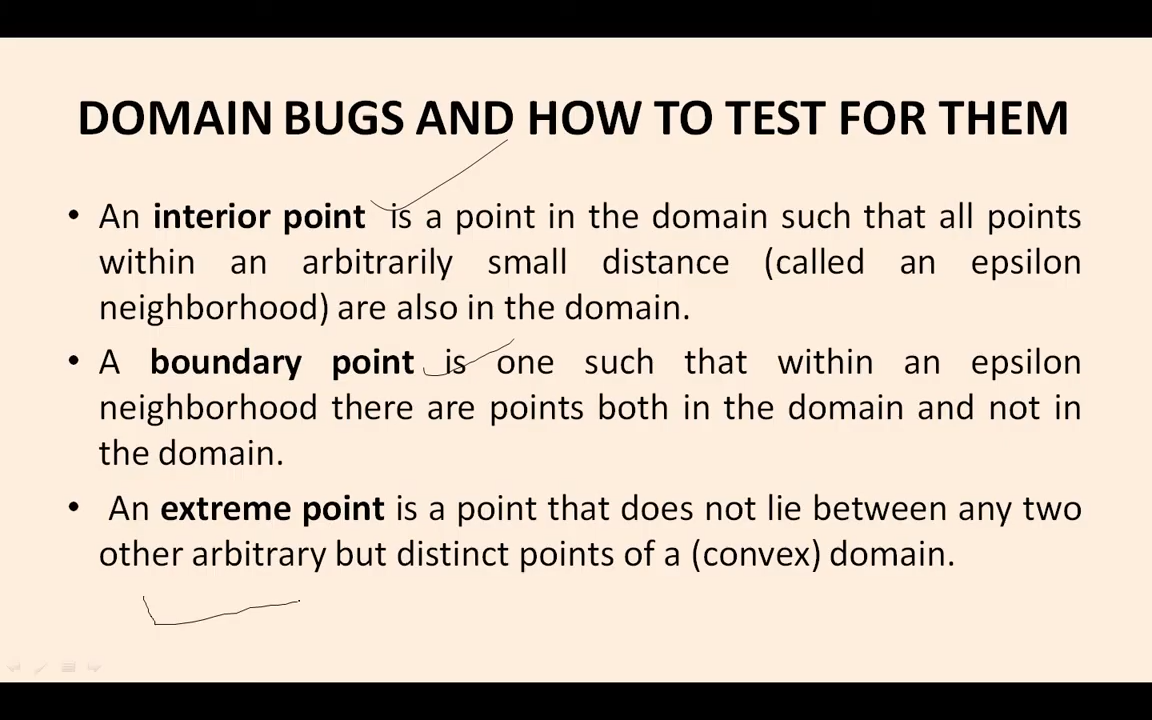 DOMAIN BUGS AND HOW TO TEST FOR THEM
• An interior point is a point in the domain such that all points
within an arbitrarily small distance (called an epsilon
neighborhood) are also in the domain.
• A boundary point is one such that within an epsilon
neighborhood there are points both in the domain and not in
the domain.
• An extreme point is a point that does not lie between any two
other arbitrary but distinct points of a (convex) domain.